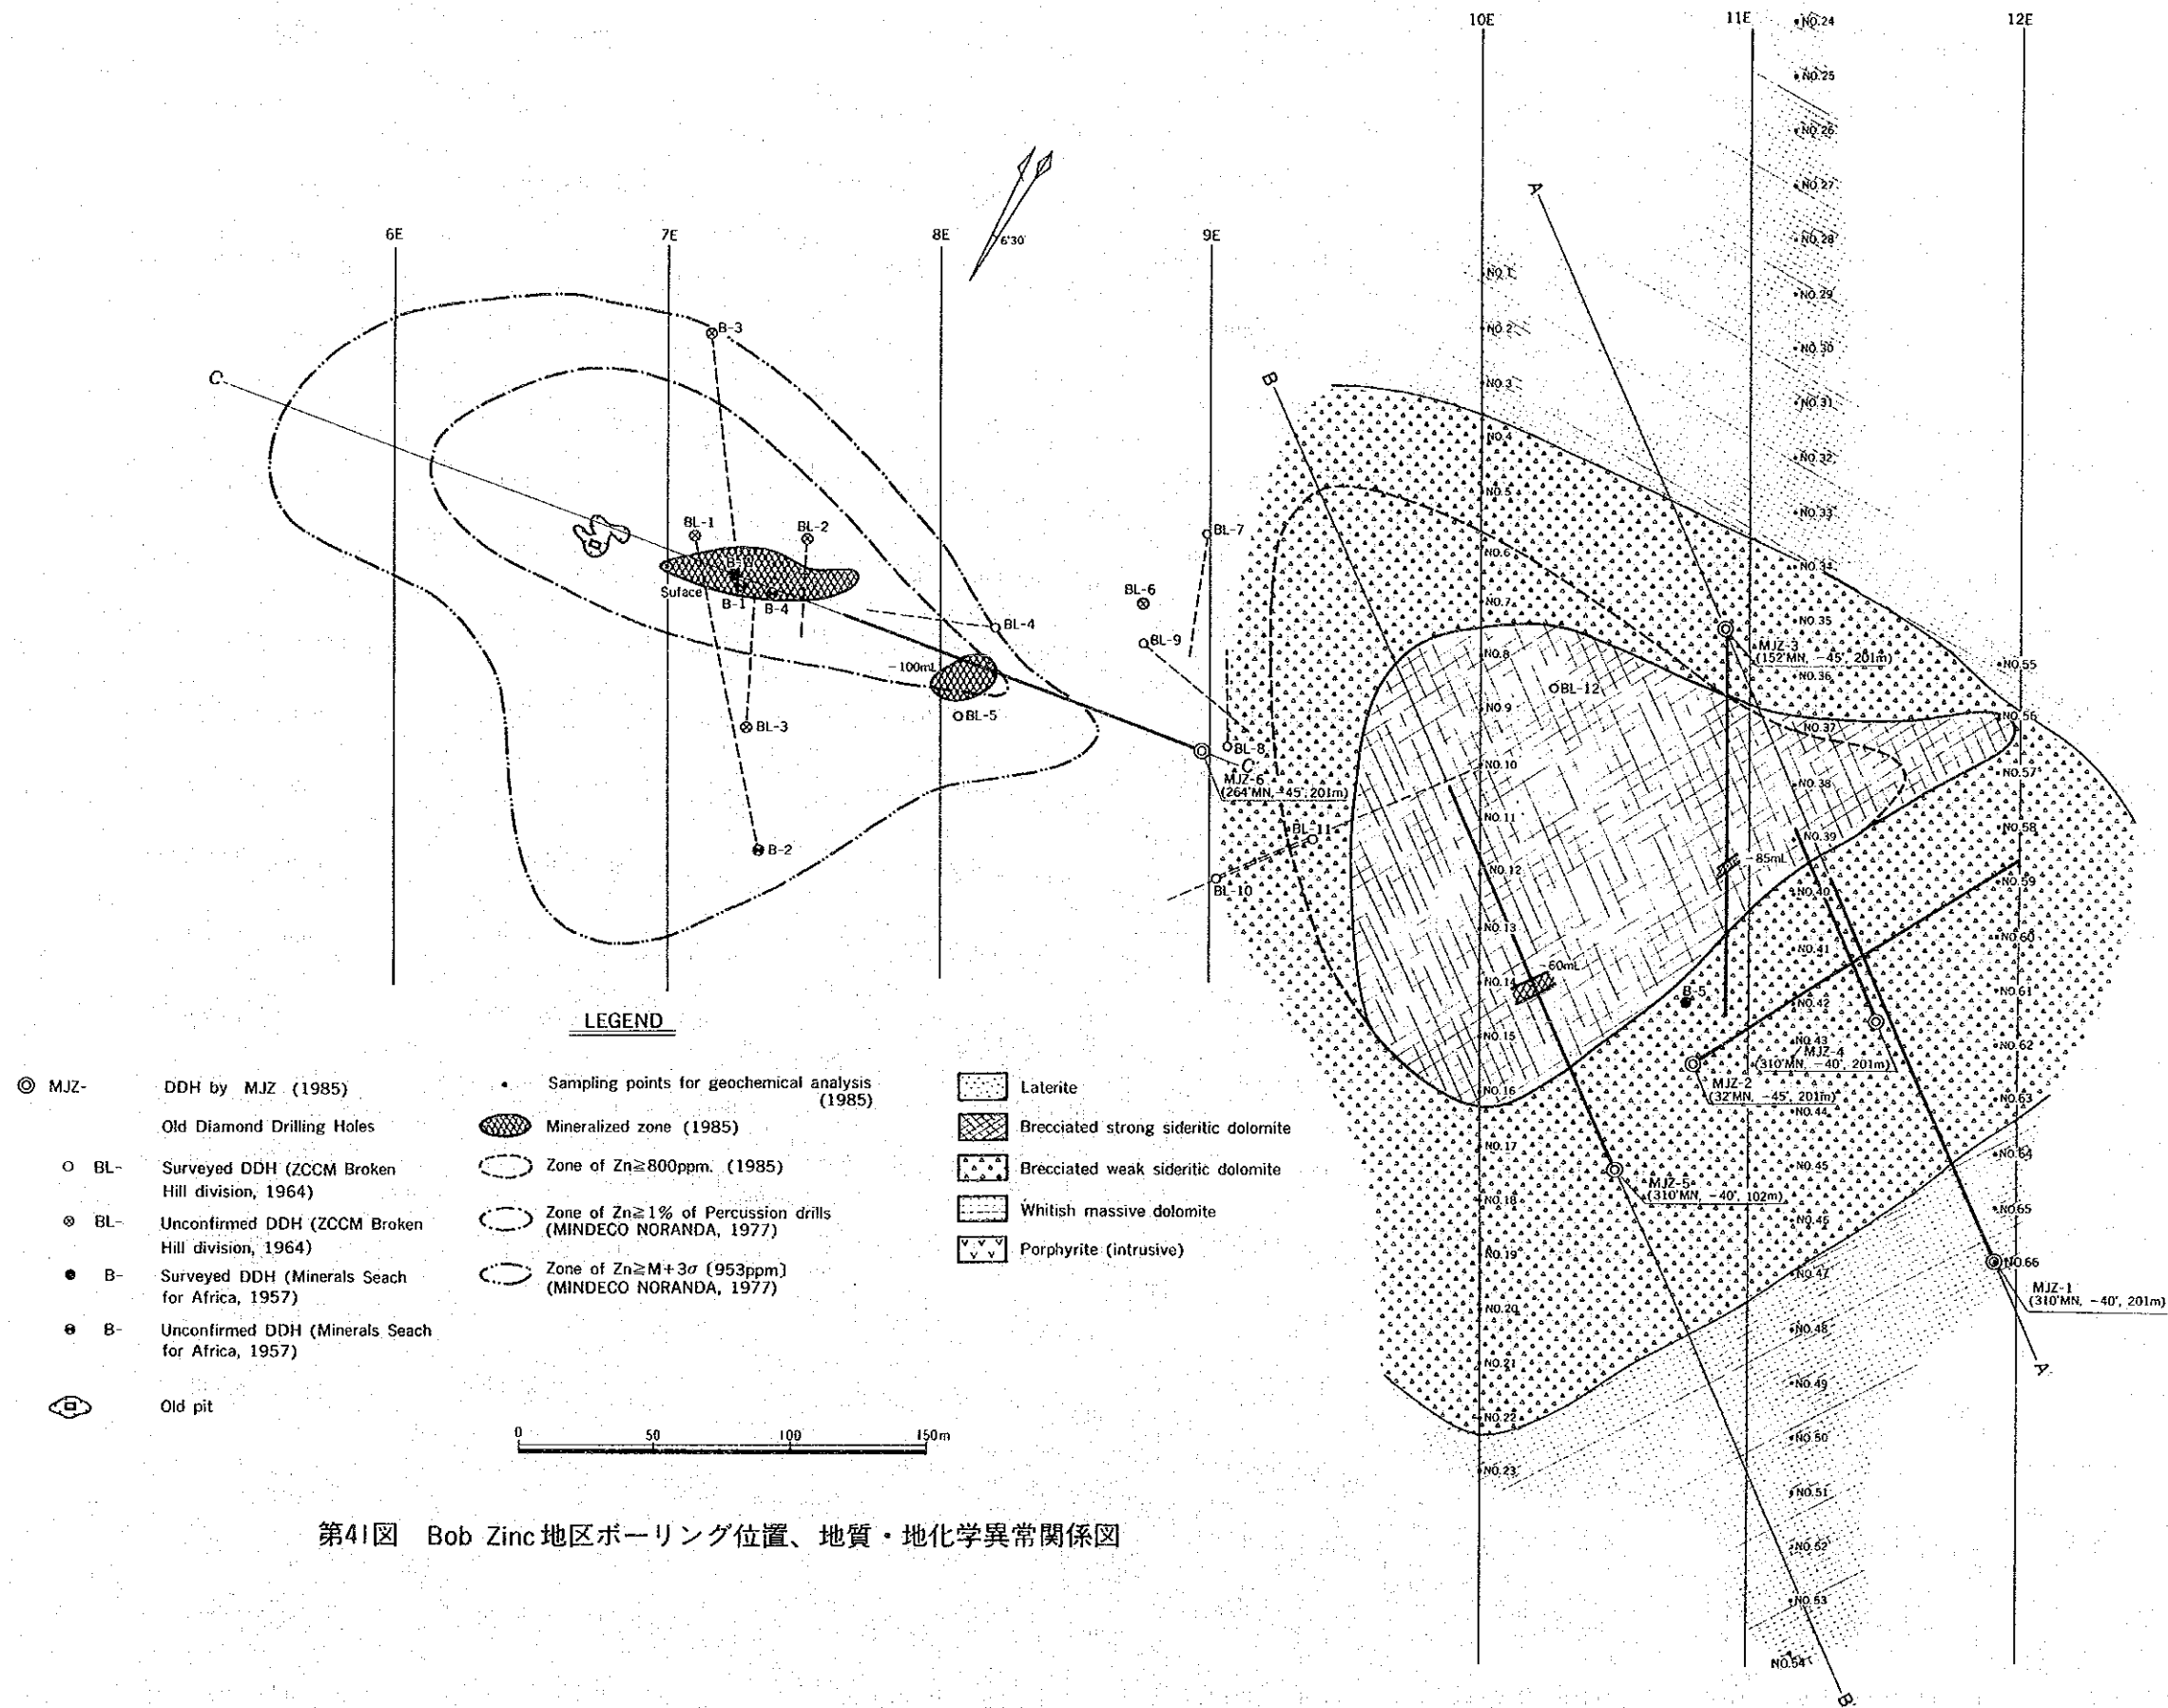 10E
11E
12E
NO.24
NO.25
NO.26
NO.27
NO.28
NO.29
NO.30
NO.31
NO.32
NO.33
NO.35
NO.36
NO.37
NO.38
NO.39
NO.40
NO.41
NO.42
NO.43
NO.44
NO.45
NO.46
NO.47
NO.48
NO.49
NO.50
NO.51
NO.52
NO.53
NO.54
6E
7E
8E
9E
6°30'
A
B
C
NO.1
NO.2
NO.3
NO.4
NO.5
NO.6
NO.7
NO.8
NO.9
NO.10
NO.11
NO.12
NO.13
NO.14
NO.15
NO.16
NO.17
NO.18
NO.19
NO.20
NO.21
NO.22
NO.23
NO.55
NO.56
NO.57
NO.58
NO.59
NO.60
NO.61
NO.62
NO.63
NO.64
NO.65
NO.66
B-3
BL-1
BL-2
Suface
B-1
B-4
BL-4
-100mL
BL-5
BL-3
B-2
BL-6
BL-7
BL-9
BL-8
C'
MJZ-6
(264°MN, -45°, 201m)
BL-11
BL-10
BL-12
MJZ-3
(152°MN, -45°, 201m)
-85mL
-60mL
B-5
MJZ-4
(310°MN, -40°, 201m)
MJZ-2
(32°MN, -45°, 201m)
MJZ-5
(310°MN, -40°, 102m)
MJZ-1
(310°MN, -40°, 201m)
A'
B'
LEGEND
MJZ- DDH by MJZ (1985)
Old Diamond Drilling Holes
BL- Surveyed DDH (ZCCM Broken
Hill division, 1964)
BL- Unconfirmed DDH (ZCCM Broken
Hill division, 1964)
B- Surveyed DDH (Minerals Seach
for Africa, 1957)
B- Unconfirmed DDH (Minerals Seach
for Africa, 1957)
Old pit
Sampling points for geochemical analysis
(1985)
Mineralized zone (1985)
Zone of Zn≧800ppm. (1985)
Zone of Zn≧1% of Percussion drills
(MINDECO NORANDA, 1977)
Zone of Zn≧M+3σ (953ppm)
(MINDECO NORANDA, 1977)
Laterite
Brecciated strong sideritic dolomite
Brecciated weak sideritic dolomite
Whitish massive dolomite
Porphyrite (intrusive)
0 50 100 150m
第41図 Bob Zinc地区ボーリング位置、地質・地化学異常関係図